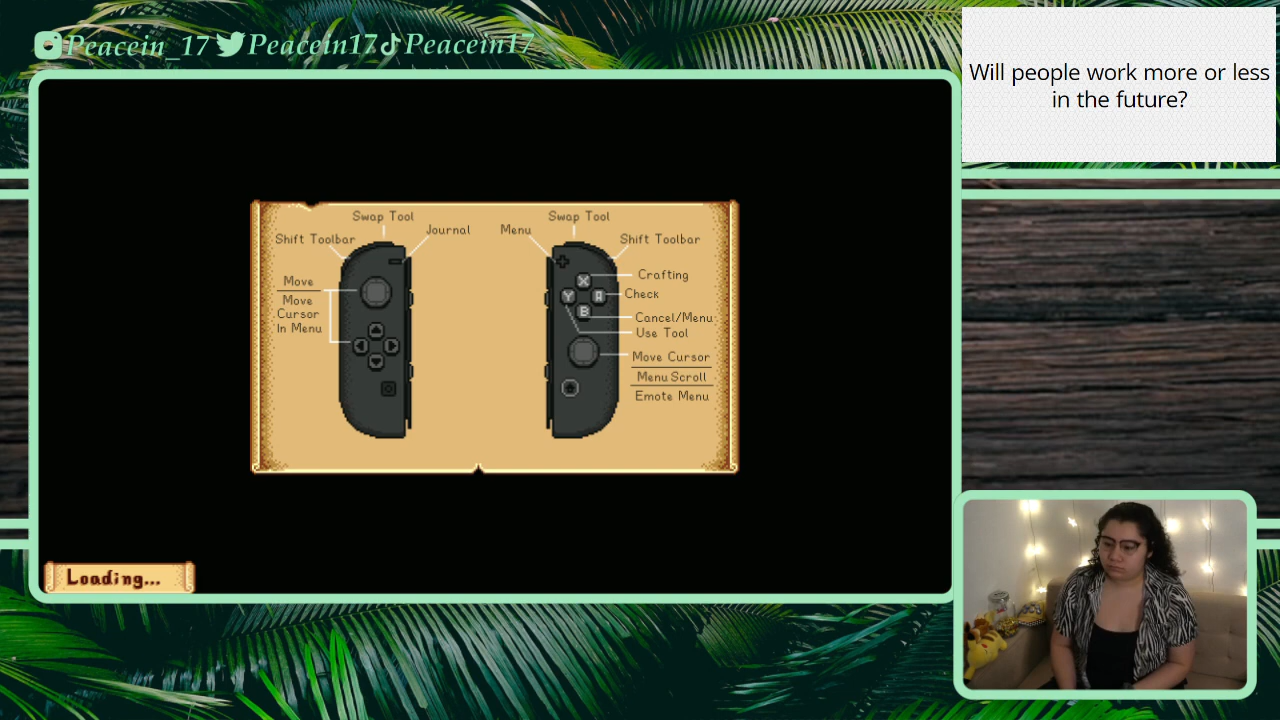 Peacein_17 Peacein17 Peacein17
Will people work more or less
in the future?
Swap Tool
Journal
Shift Toolbar
Move
Move
Cursor
In Menu
Swap Tool
Menu
Shift Toolbar
X
Y
A
B
Crafting
Check
Cancel/Menu
Use Tool
Move Cursor
Menu Scroll
Emote Menu
Loading...